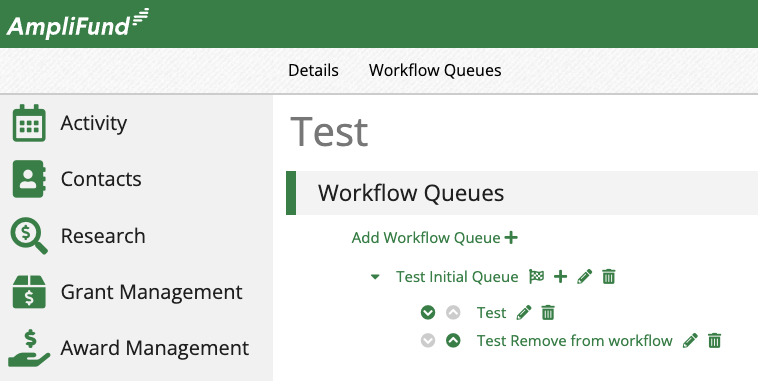 AmpliFund
Details Workflow Queues
Activity
Contacts
Research
Grant Management
Award Management
Test
Workflow Queues
Add Workflow Queue
Test Initial Queue
Test
Test Remove from workflow